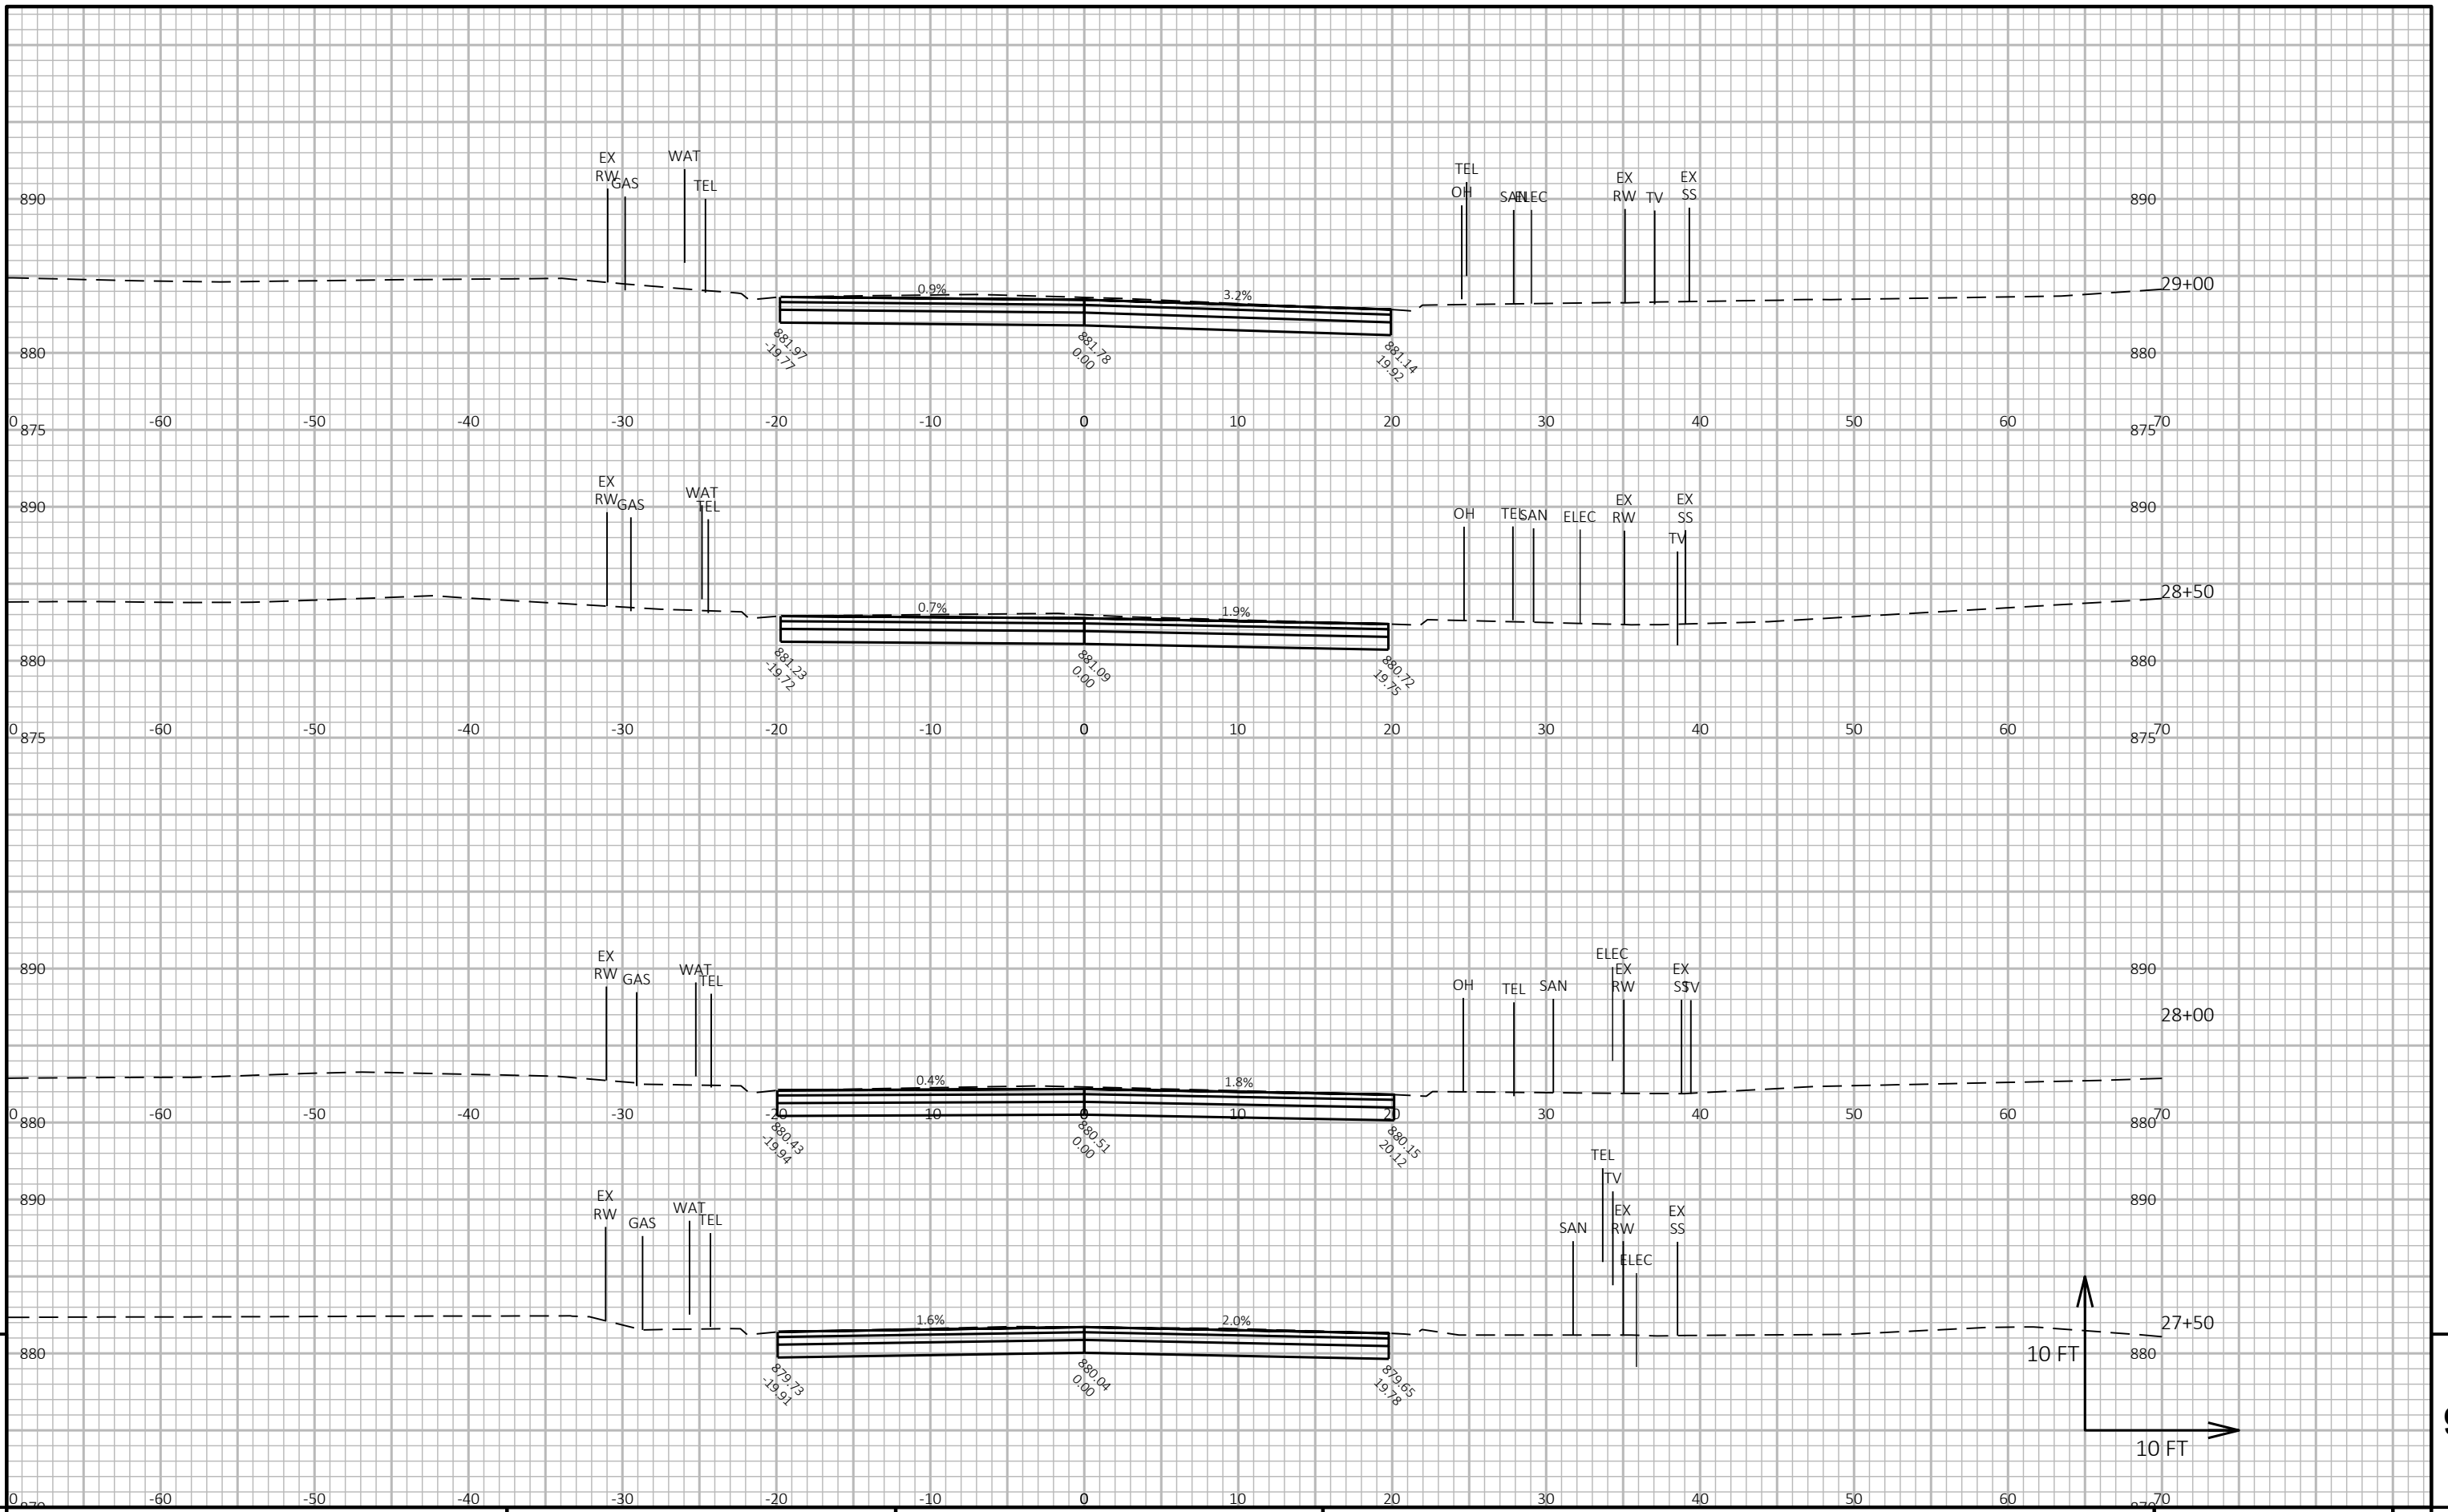 EX
RW
GAS
WAT
TEL
TEL
OH
SAN
ELEC
EX
RW
TV
EX
SS
890
890
29+00
0.9%
3.2%
881.97
-19.77
881.78
0.00
881.14
19.92
880
880
0
-60
-50
-40
-30
-20
-10
0
10
20
30
40
50
60
70
875
875
EX
RW
GAS
WAT
TEL
OH
TEL
SAN
ELEC
EX
RW
TV
EX
SS
890
890
28+50
0.7%
1.9%
881.23
-19.72
881.09
0.00
880.72
19.75
880
880
0
-60
-50
-40
-30
-20
-10
0
10
20
30
40
50
60
70
875
875
EX
RW
GAS
WAT
TEL
OH
TEL
SAN
ELEC
EX
RW
EX
SS
TV
890
890
28+00
0.4%
1.8%
0
-60
-50
-40
-30
-20
-10
0
10
20
30
40
50
60
70
880
880
880.43
-19.94
880.51
0.00
880.15
20.12
EX
RW
GAS
WAT
TEL
SAN
TEL
TV
EX
RW
ELEC
EX
SS
890
890
27+50
1.6%
2.0%
879.73
-19.91
880.04
0.00
879.65
19.78
880
880
10 FT
10 FT
0
-60
-50
-40
-30
-20
-10
0
10
20
30
40
50
60
70
870
870